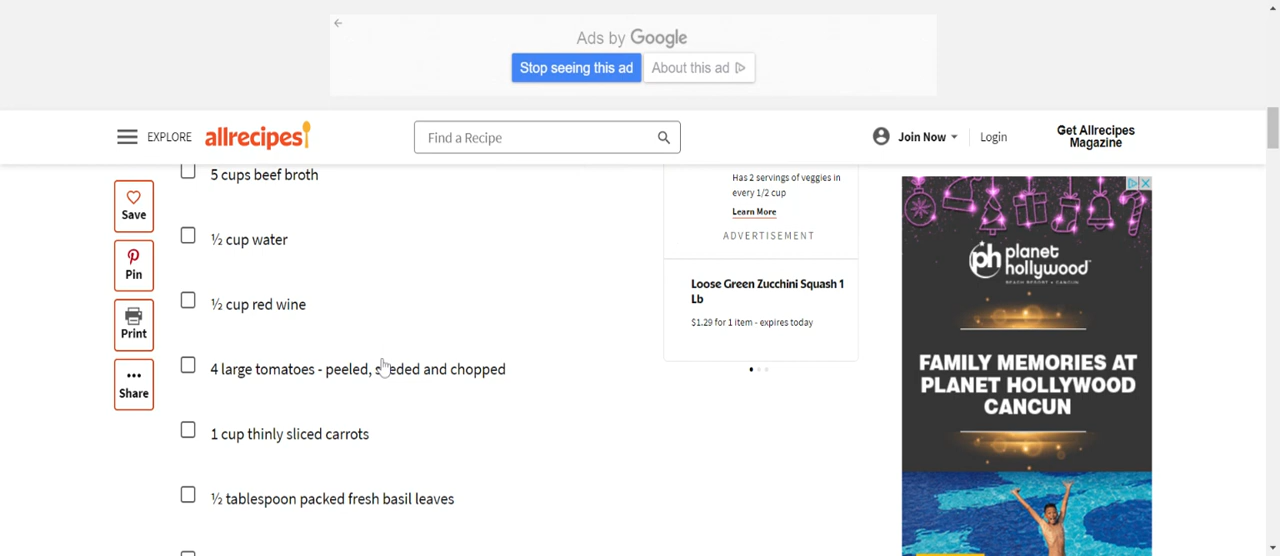 Ads by Google
Stop seeing this ad
About this ad
EXPLORE
allrecipes
Find a Recipe
Join Now
Login
Get Allrecipes
Magazine
Save
Pin
Print
Share
5 cups beef broth
½ cup water
½ cup red wine
4 large tomatoes - peeled, seeded and chopped
1 cup thinly sliced carrots
½ tablespoon packed fresh basil leaves
Has 2 servings of veggies in
every 1/2 cup
Learn More
ADVERTISEMENT
Loose Green Zucchini Squash 1
Lb
$1.29 for 1 item - expires today
ph planet
hollywood
BEACH RESORT • CANCUN
FAMILY MEMORIES AT
PLANET HOLLYWOOD
CANCUN